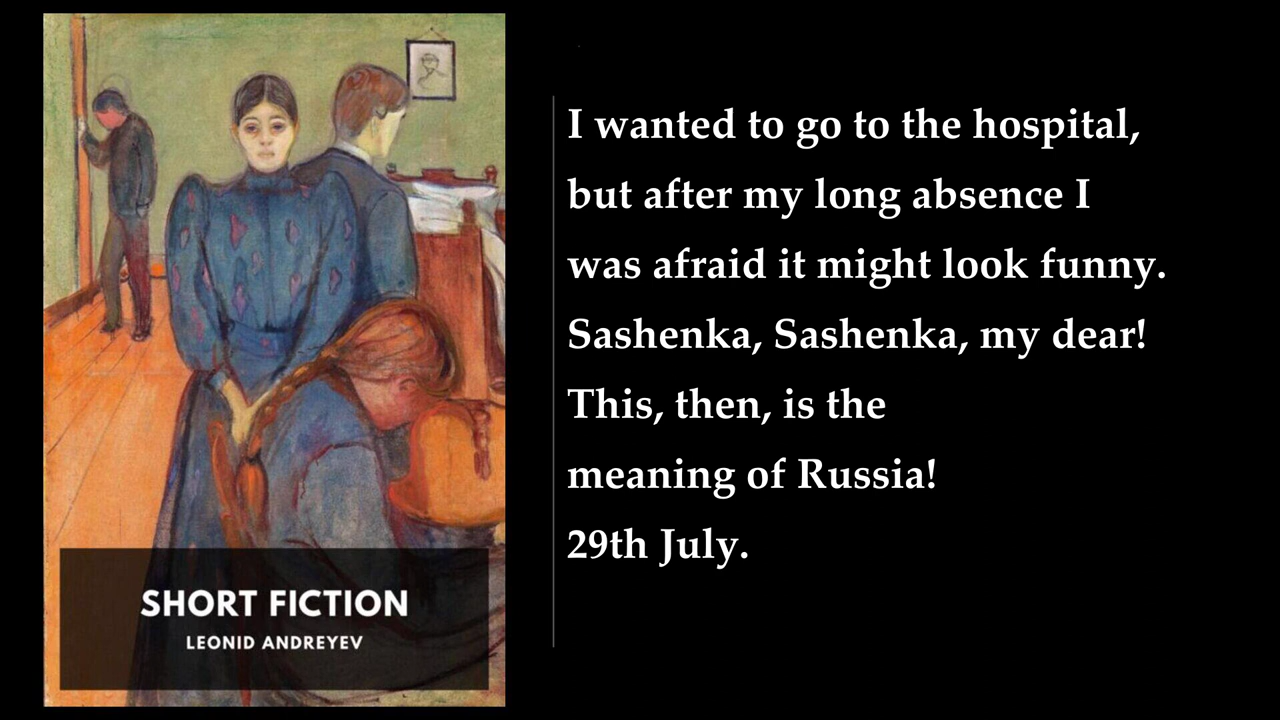 SHORT FICTION
LEONID ANDREYEV
I wanted to go to the hospital,
but after my long absence I
was afraid it might look funny.
Sashenka, Sashenka, my dear!
This, then, is the
meaning of Russia!
29th July.